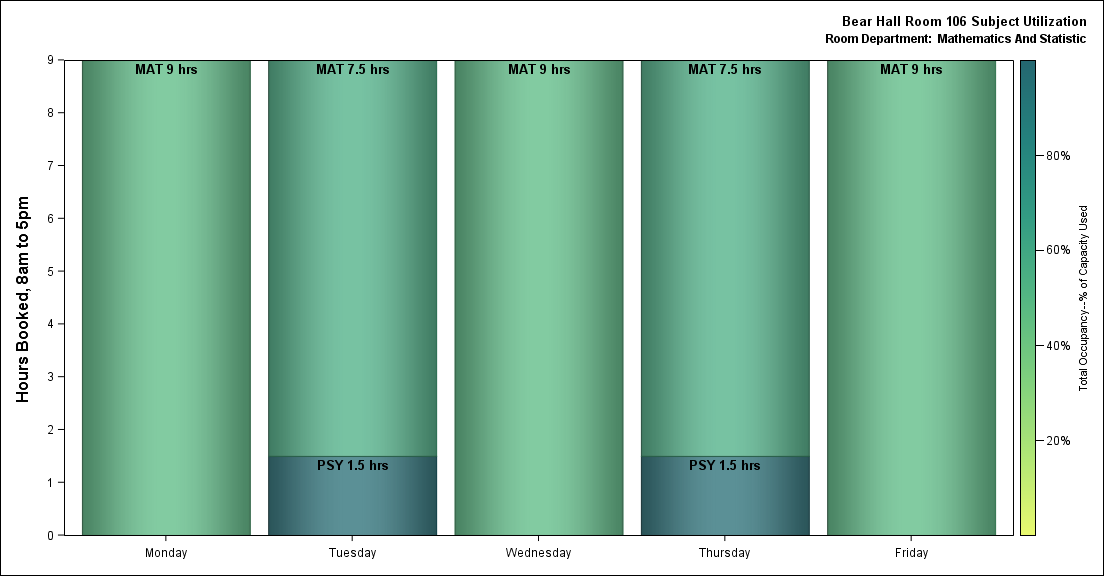 Bear Hall Room 106 Subject Utilization
Room Department: Mathematics And Statistic
Hours Booked, 8am to 5pm
9
8
7
6
5
4
3
2
1
0
MAT 9 hrs
MAT 7.5 hrs
MAT 9 hrs
MAT 7.5 hrs
MAT 9 hrs
PSY 1.5 hrs
PSY 1.5 hrs
Monday
Tuesday
Wednesday
Thursday
Friday
80%
60%
40%
20%
Total Occupancy--% of Capacity Used